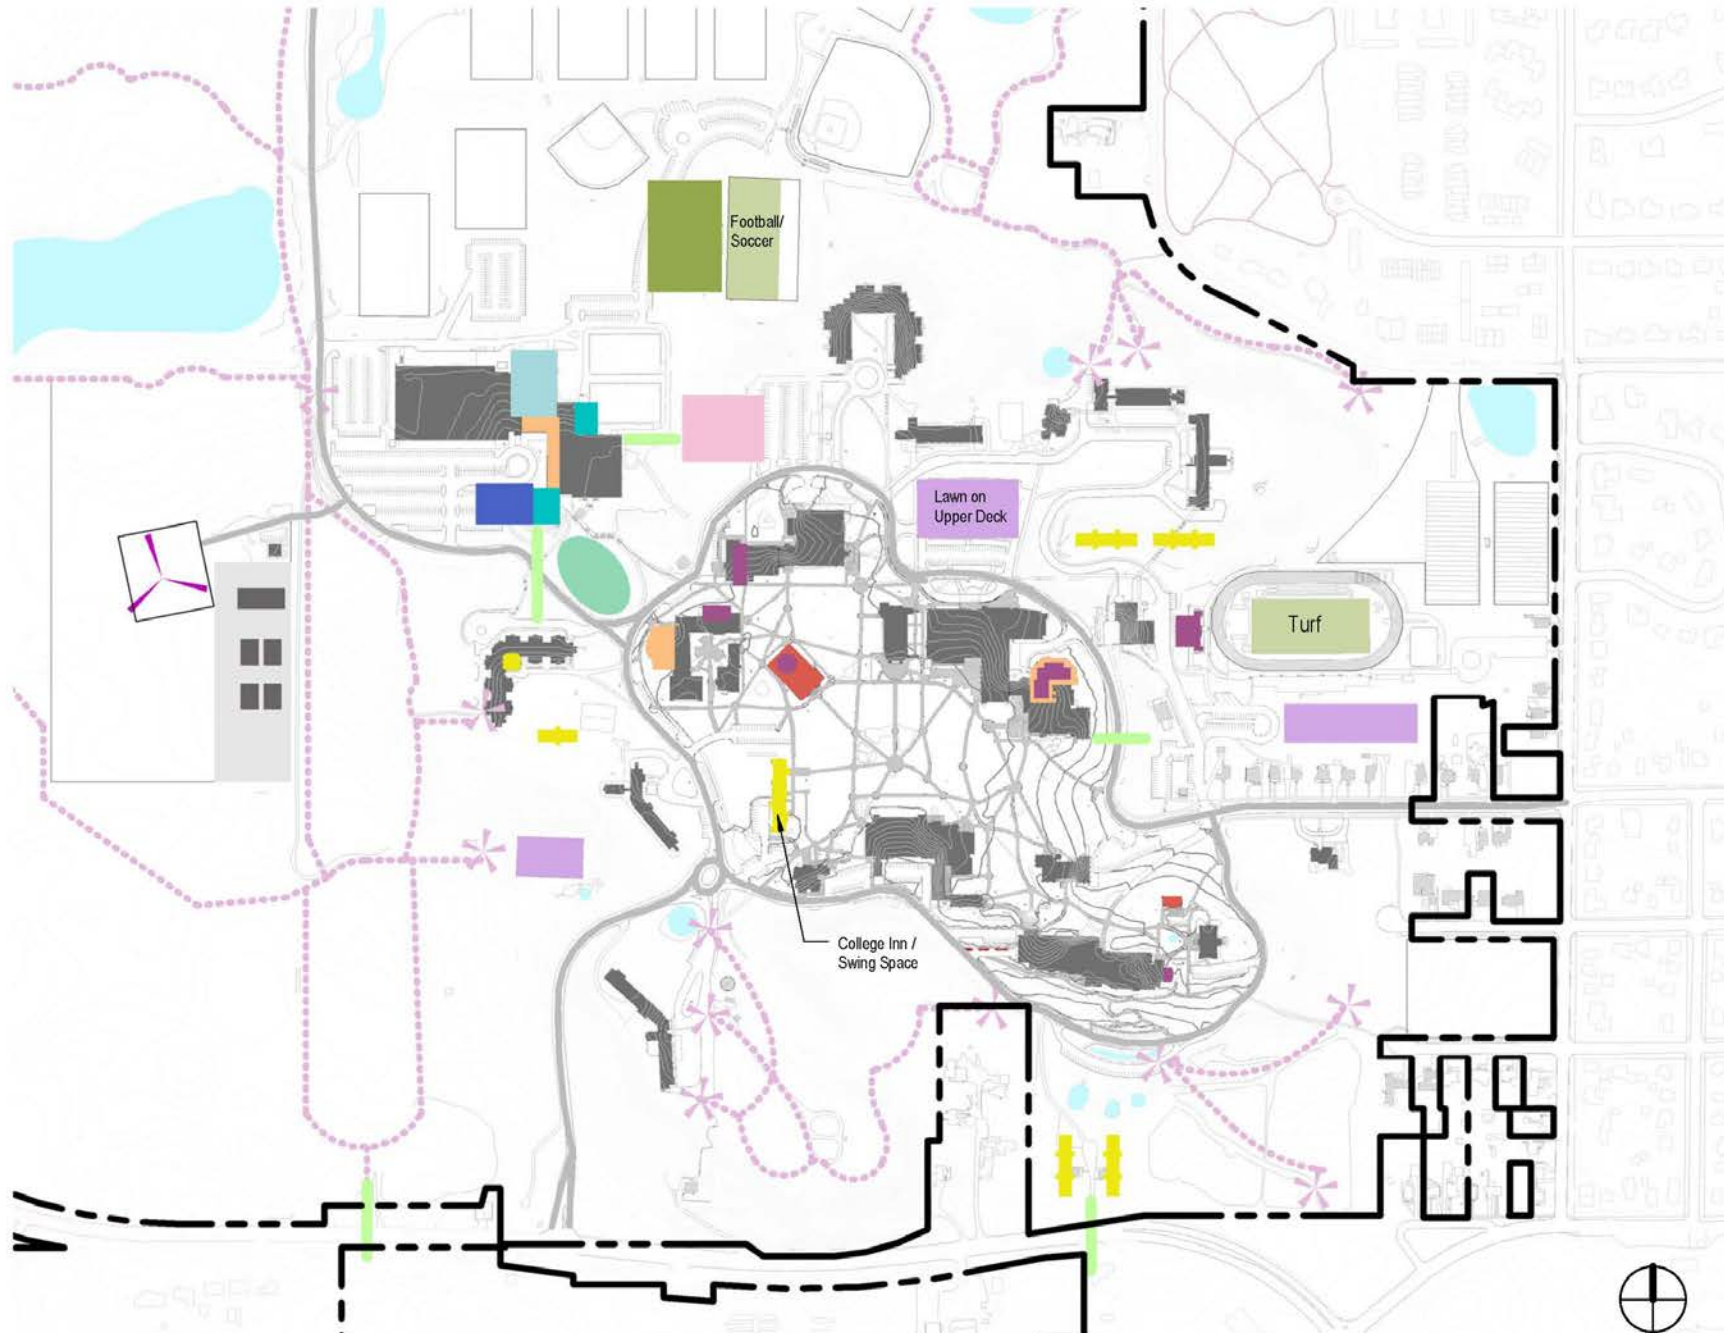 Football/
Soccer
Lawn on
Upper Deck
Turf
College Inn /
Swing Space